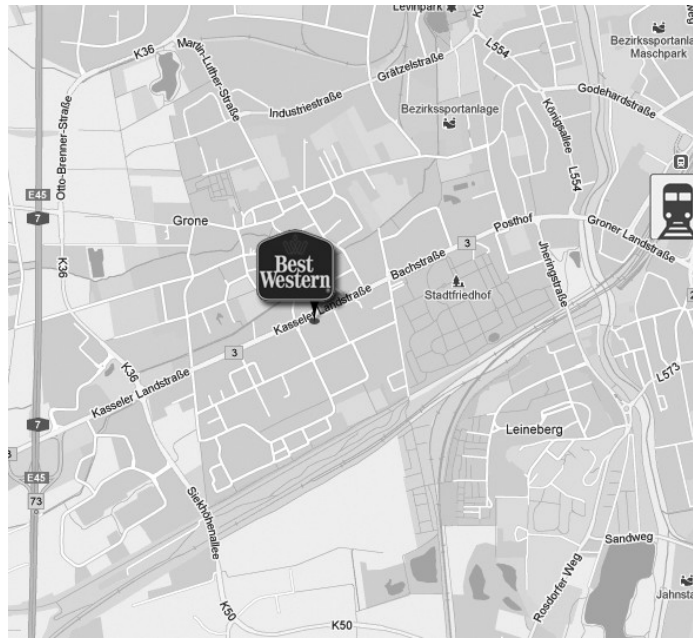 Levinpark
K36
Martin-Luther-Straße
Grätzelstraße
L554
Bezirkssportanlage
Maschpark
Otto-Brenner-Straße
Industriestraße
Bezirkssportanlage
Godehardstraße
Königsallee
L554
E45
7
Grone
Posthof
Groner Landstraße
3
Bachstraße
Jheringstraße
K36
Best
Western
Stadtfriedhof
Kasseler Landstraße
3
K36
Kasseler Landstraße
L573
7
Leineberg
E45
73
Siekhöhenallee
Sandweg
Rosdorfer Weg
K50
K50